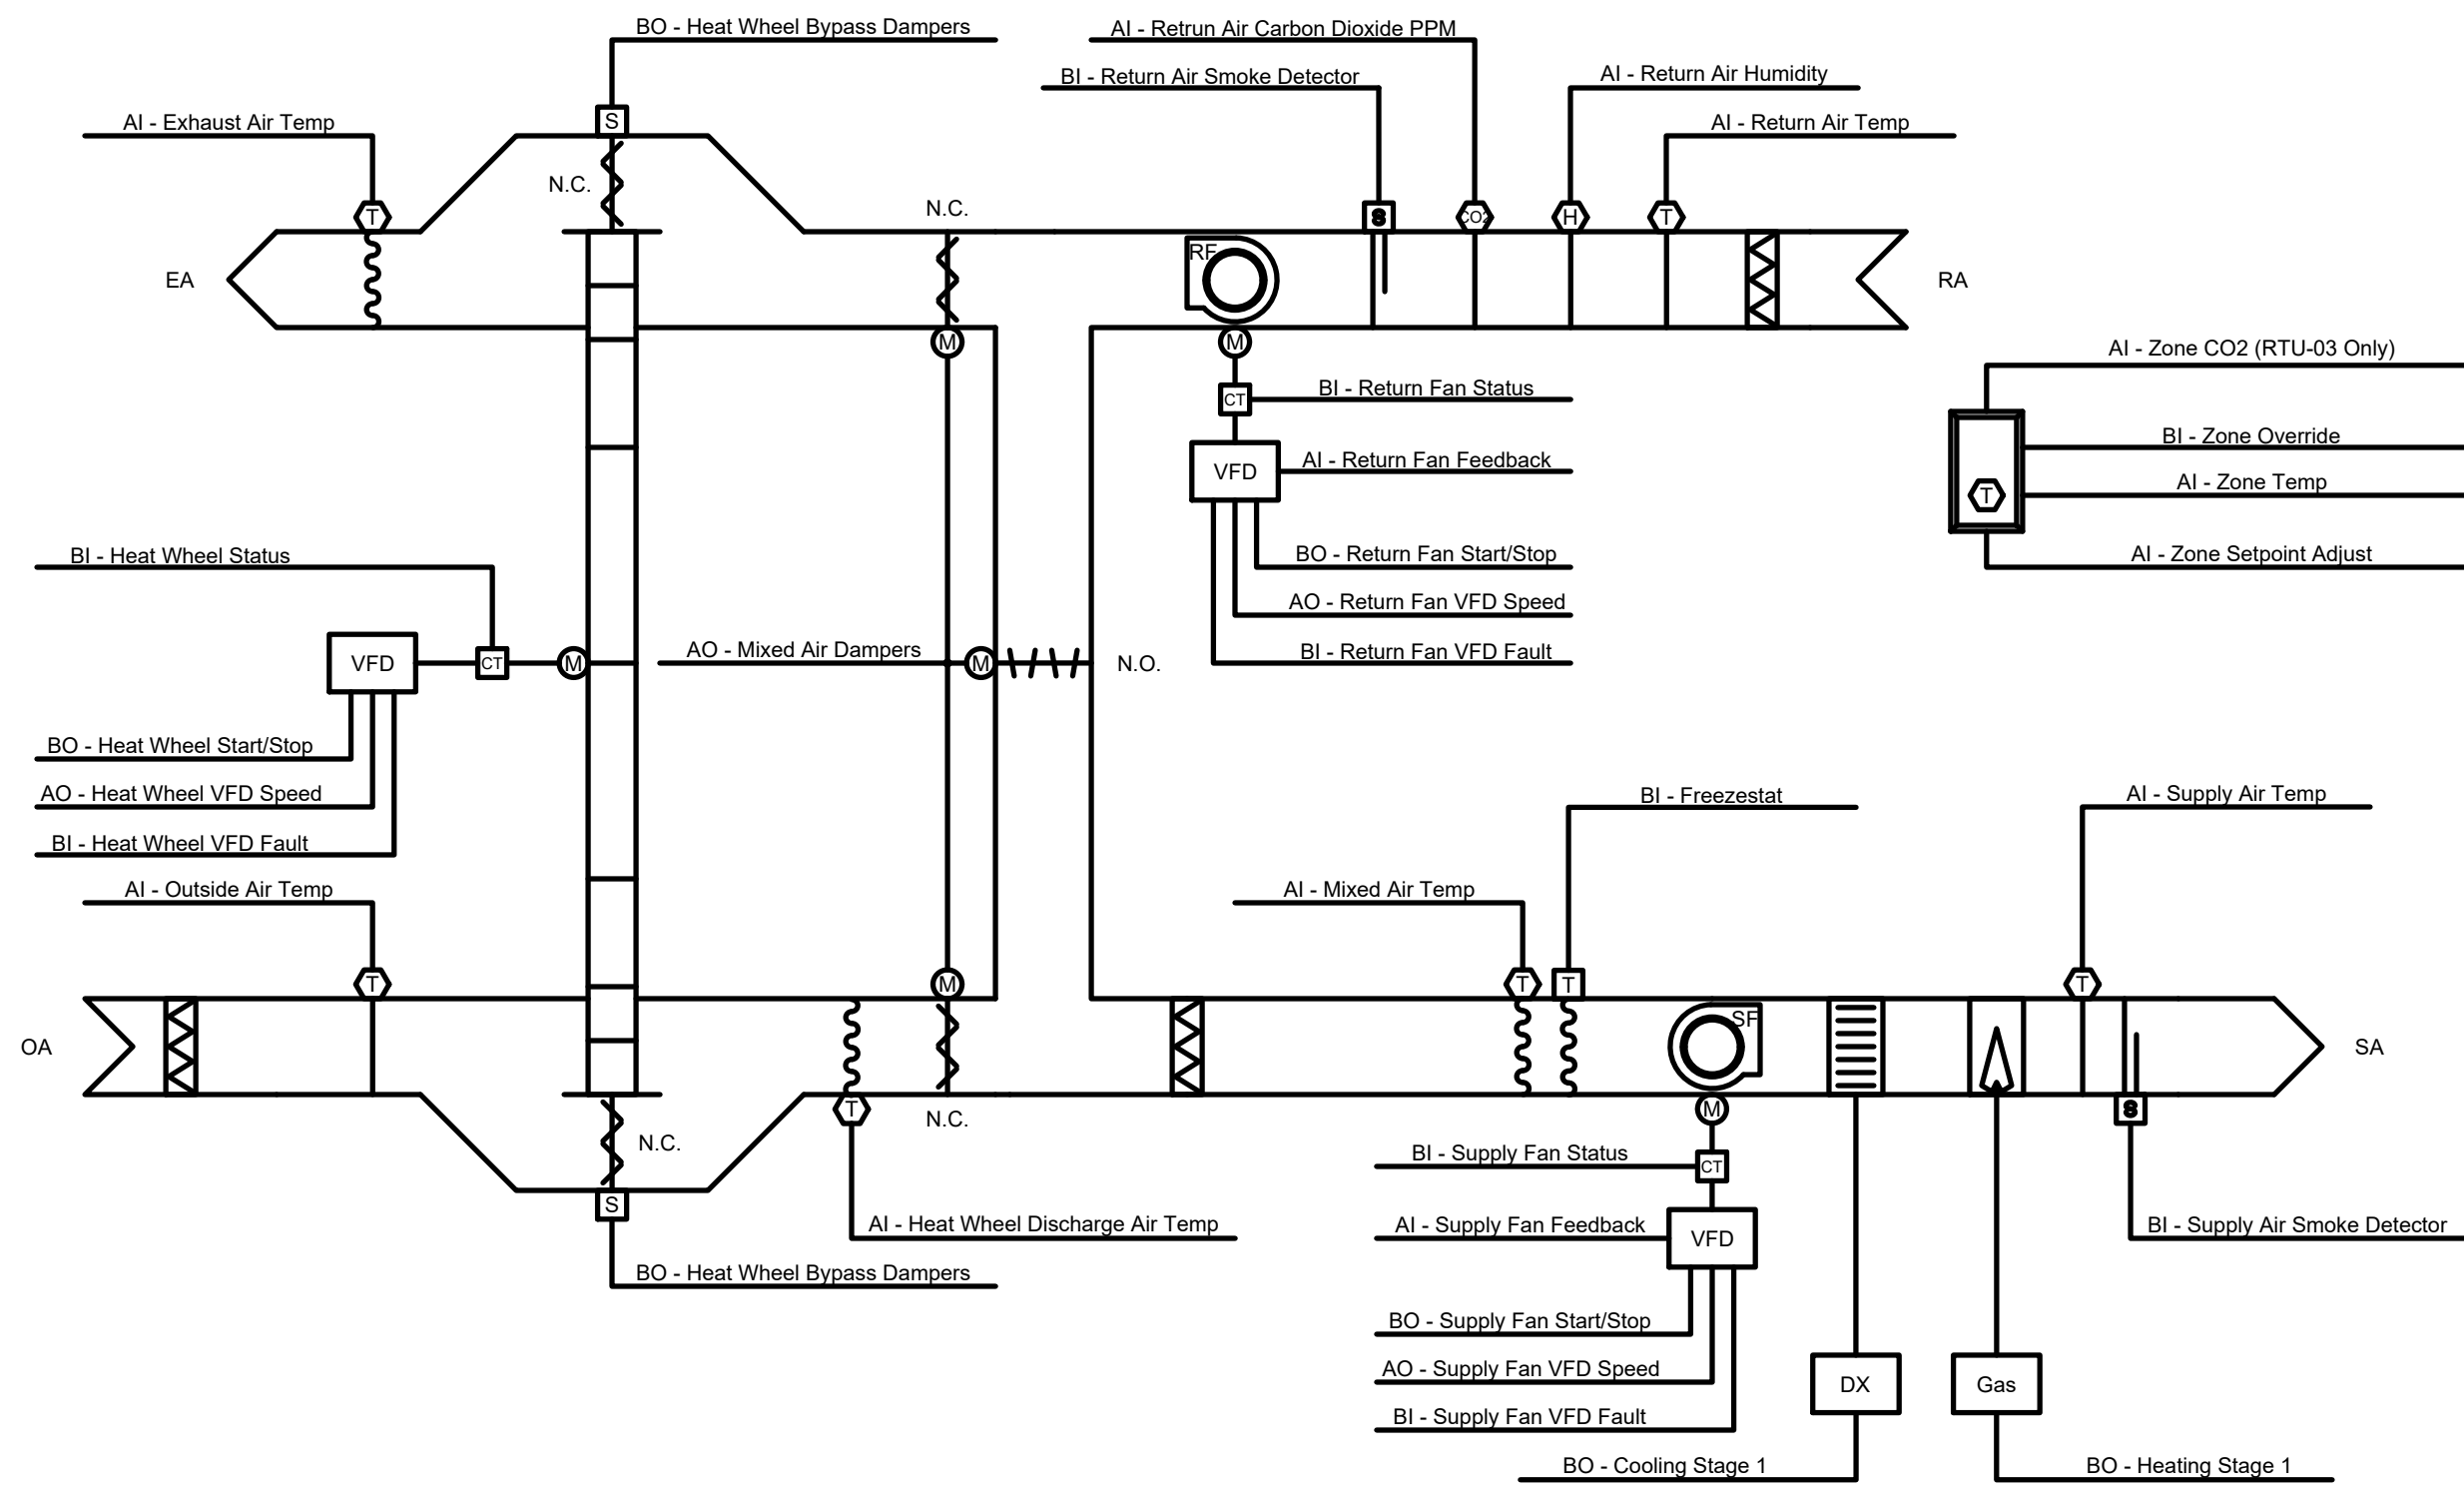 BO - Heat Wheel Bypass Dampers
AI - Retrun Air Carbon Dioxide PPM
BI - Return Air Smoke Detector
AI - Return Air Humidity
AI - Exhaust Air Temp
AI - Return Air Temp
S
N.C.
N.C.
T
S
CO2
H
T
RF
EA
RA
M
M
AI - Zone CO2 (RTU-03 Only)
BI - Return Fan Status
CT
BI - Zone Override
AI - Return Fan Feedback
VFD
AI - Zone Temp
T
BI - Heat Wheel Status
BO - Return Fan Start/Stop
AI - Zone Setpoint Adjust
AO - Return Fan VFD Speed
BI - Return Fan VFD Fault
VFD
CT
M
AO - Mixed Air Dampers
M
N.O.
BO - Heat Wheel Start/Stop
AO - Heat Wheel VFD Speed
BI - Freezestat
AI - Supply Air Temp
BI - Heat Wheel VFD Fault
AI - Outside Air Temp
AI - Mixed Air Temp
T
M
T
T
T
SF
OA
SA
T
N.C.
M
S
N.C.
BI - Supply Fan Status
CT
S
AI - Heat Wheel Discharge Air Temp
AI - Supply Fan Feedback
VFD
BI - Supply Air Smoke Detector
BO - Heat Wheel Bypass Dampers
BO - Supply Fan Start/Stop
AO - Supply Fan VFD Speed
DX
Gas
BI - Supply Fan VFD Fault
BO - Cooling Stage 1
BO - Heating Stage 1